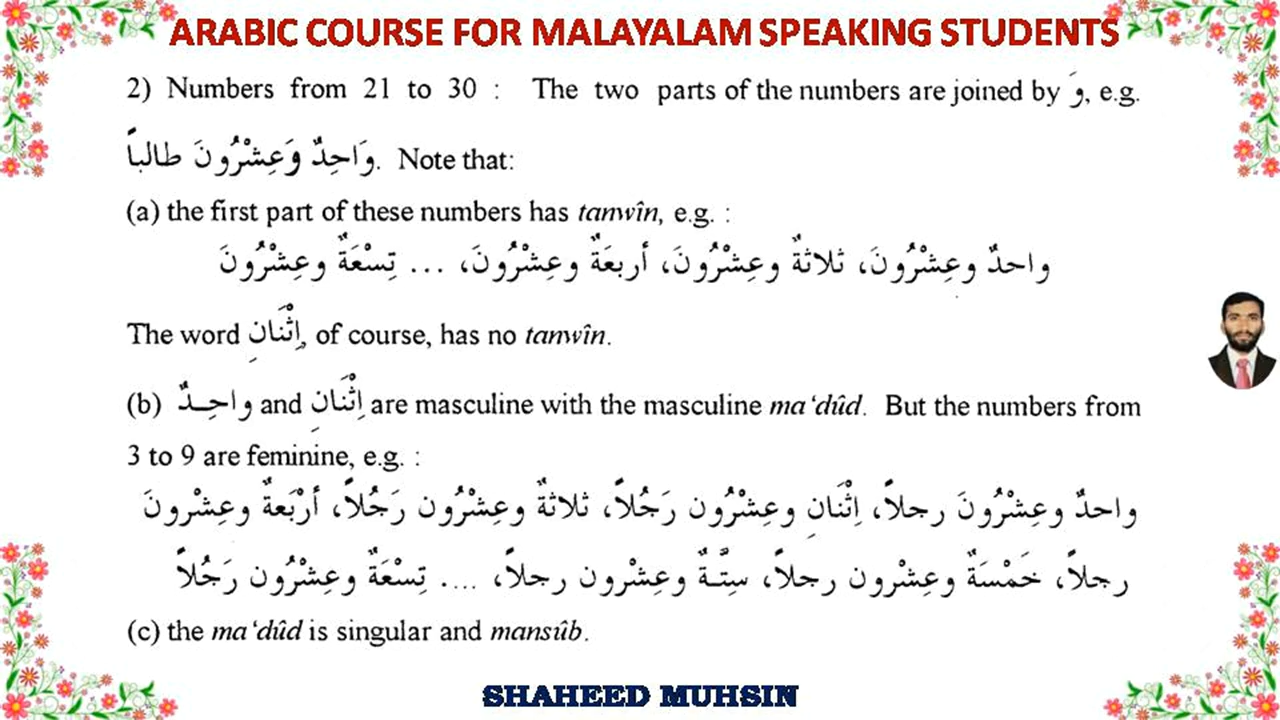 ARABIC COURSE FOR MALAYALAM SPEAKING STUDENTS
2) Numbers from 21 to 30 : The two parts of the numbers are joined by وَ, e.g.
وَاحِدٌ وَعِشْرُونَ طالباً. Note that:
(a) the first part of these numbers has tanwîn, e.g. :
واحدٌ وعِشْرُونَ، ثلاثةٌ وعِشْرُونَ، أربعَةٌ وعِشْرُونَ، ... تِسْعَةٌ وعِشْرُونَ
The word اِثْنَانِ, of course, has no tanwîn.
(b) واحِـدٌ and اِثْنَانِ are masculine with the masculine ma‘dûd. But the numbers from
3 to 9 are feminine, e.g. :
واحدٌ وعِشْرُونَ رجلاً، اِثْنَانِ وعِشْرُون رَجُلاً، ثلاثةٌ وعِشْرُون رَجُلاً، أرْبَعةٌ وعِشْرونَ
رجلاً، خَمْسَةٌ وعِشْرون رجلاً، سِتَّـةٌ وعِشْرون رجلاً، .... تِسْعَةٌ وعِشْرُون رَجُلاً
(c) the ma‘dûd is singular and mansûb.
SHAHEED MUHSIN